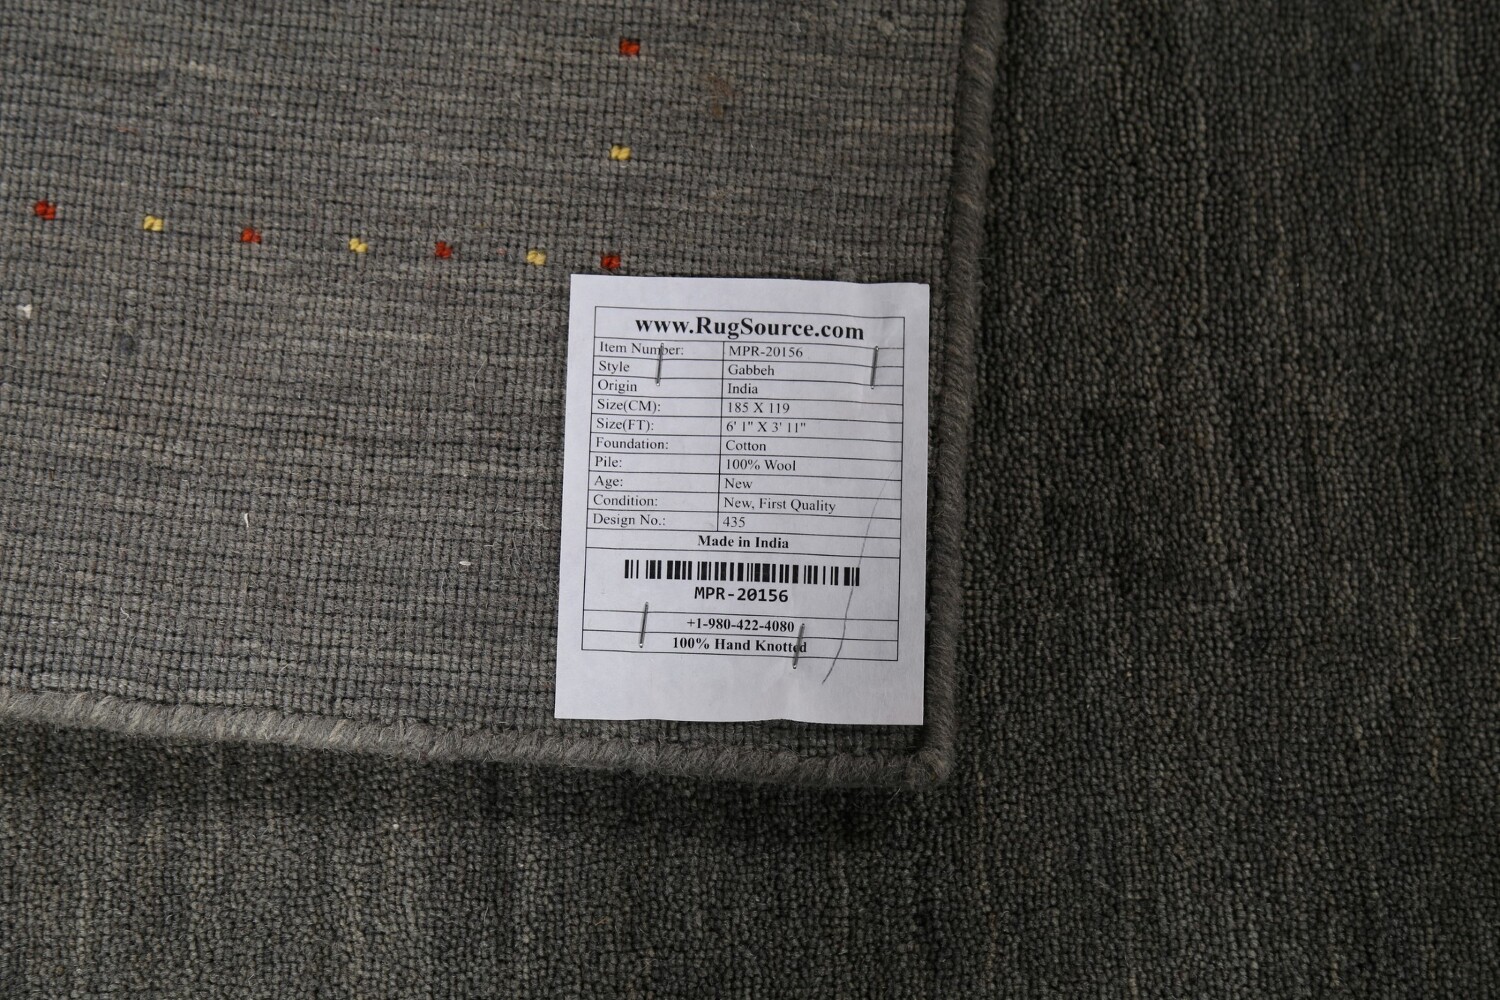 www.RugSource.com
Item Number: MPR-20156
Style Gabbeh
Origin India
Size(CM): 185 X 119
Size(FT): 6' 1" X 3' 11"
Foundation: Cotton
Pile: 100% Wool
Age: New
Condition: New, First Quality
Design No.: 435
Made in India
MPR-20156
+1-980-422-4080
100% Hand Knotted